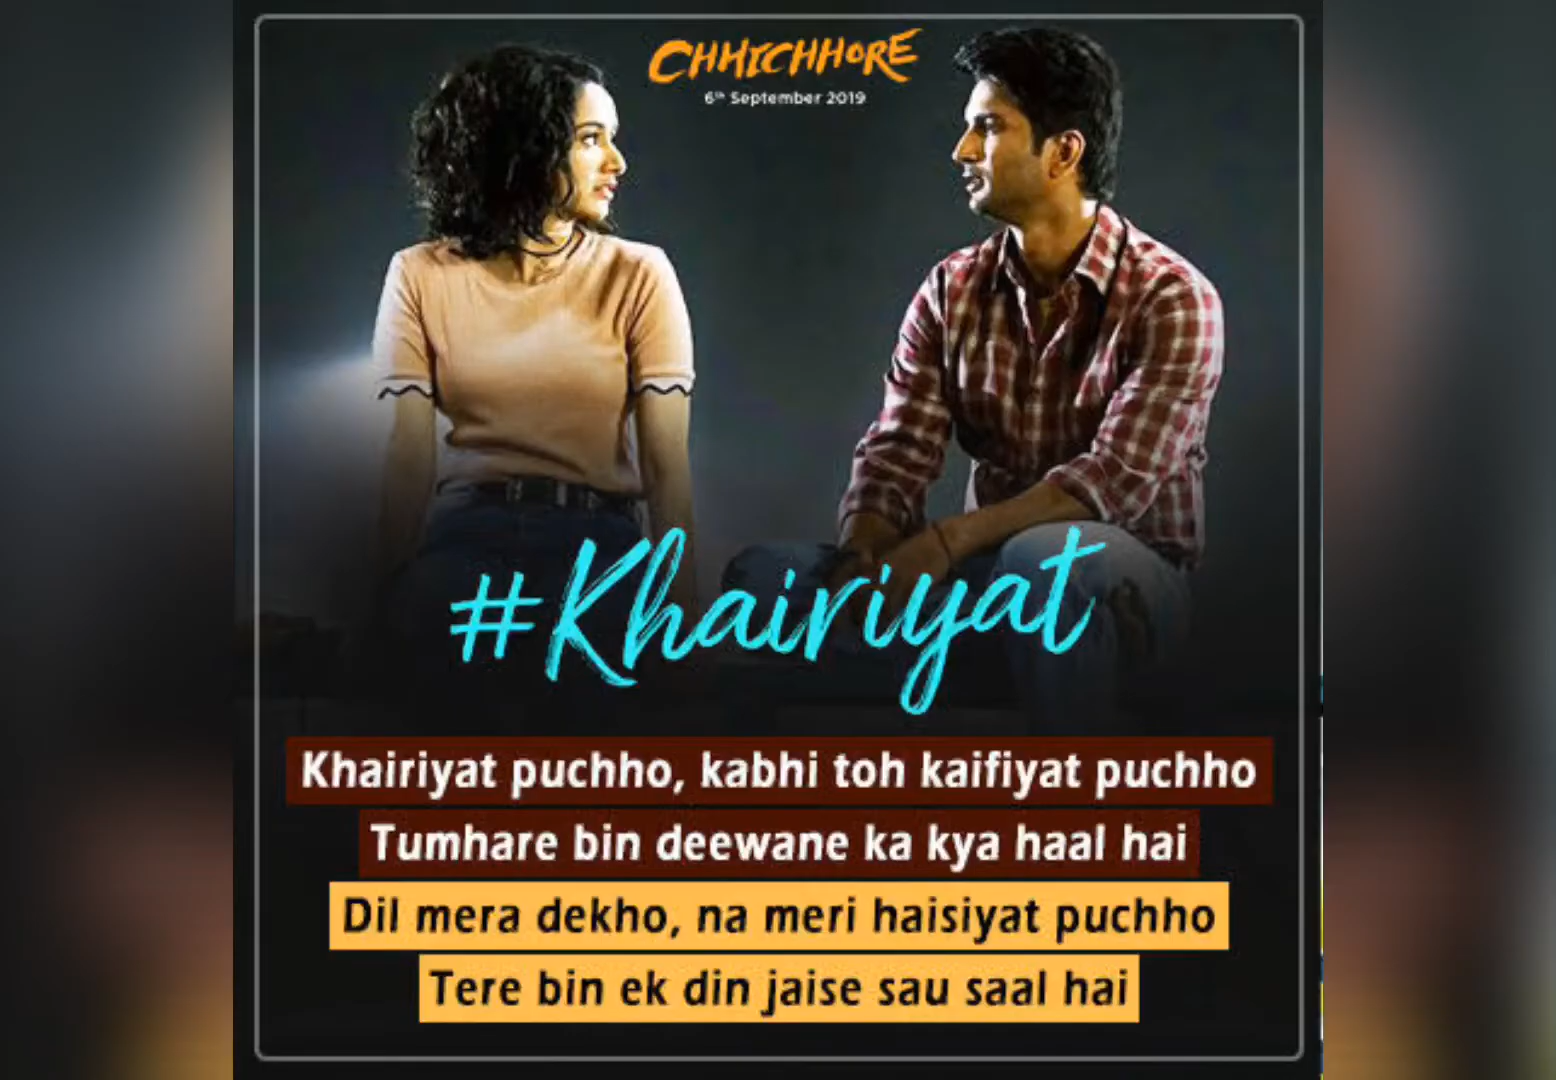 CHHICHHORE
6th September 2019
#Khairiyat
Khairiyat puchho, kabhi toh kaifiyat puchho
Tumhare bin deewane ka kya haal hai
Dil mera dekho, na meri haisiyat puchho
Tere bin ek din jaise sau saal hai